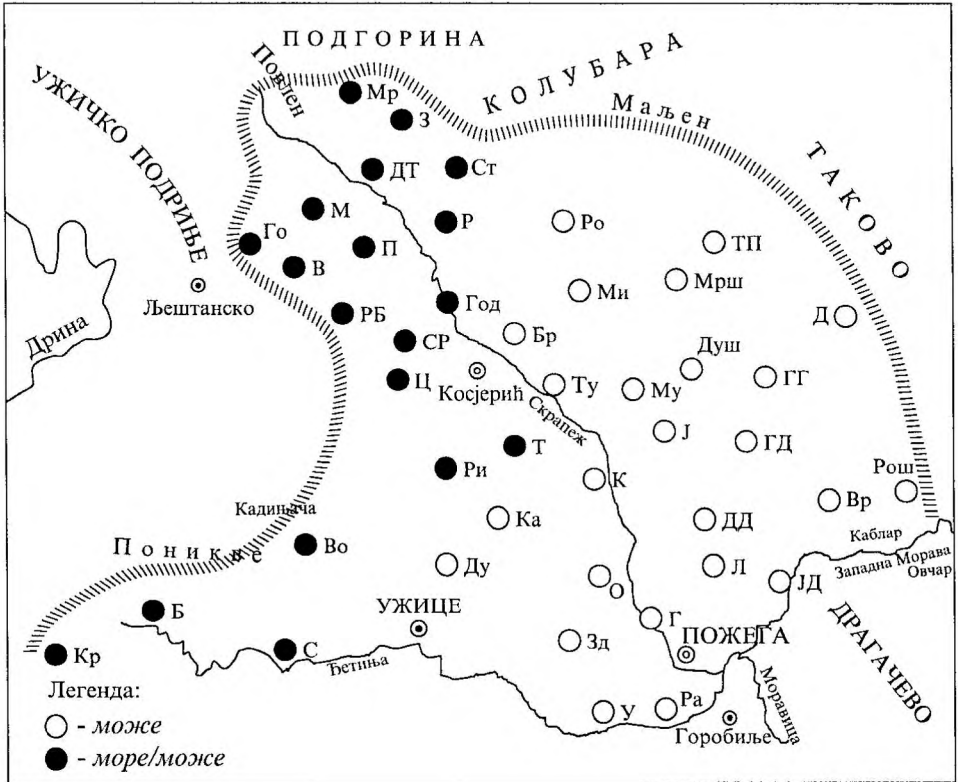 ПОДГОРИНА
КОЛУБАРА
УЖИЧКО ПОДРИЊЕ
Повлен
Мр
Маљен
З
ТАКОВО
ДТ
Ст
М
Го
Р
Ро
П
ТП
В
Мрш
Љештанско
Ми
Год
Дрина
РБ
Д
Бр
СР
Душ
Ц
Косјерић
Ту
Му
ГГ
Скрапеж
Ј
Т
ГД
Ри
К
Рош
Вр
Кадињача
Ка
ДД
Каблар
Поникве
Во
Западна Морава
Овчар
Ду
О
Л
ЈД
Б
УЖИЦЕ
Г
ДРАГАЧЕВО
Зд
ПОЖЕГА
Кр
С
Ђетиња
Моравица
Легенда:
У
Ра
Горобиље
- може
- море/може